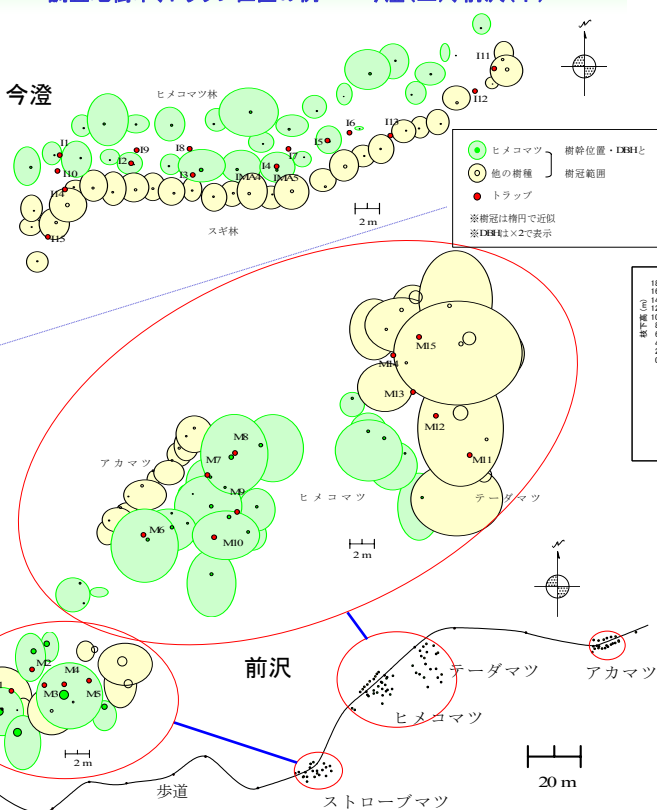 今澄
ヒメコマツ林
I11
I12
I13
I6
I5
I1
I9
I8
I7
I2
I10
I3
I4
IMA4
IMA5
I14
I15
スギ林
2 m
N
ヒメコマツ
他の樹種
樹幹位置・DBHと
樹冠範囲
トラップ
※樹冠は楕円で近似
※DBHは×2で表示
枝下高(m)
M15
M14
M13
M12
M11
アカマツ
M8
M7
M9
M6
M10
ヒメコマツ
テーダマツ
2 m
N
前沢
M2
M4
M3
M5
2 m
テーダマツ
アカマツ
ヒメコマツ
歩道
ストローブマツ
20 m